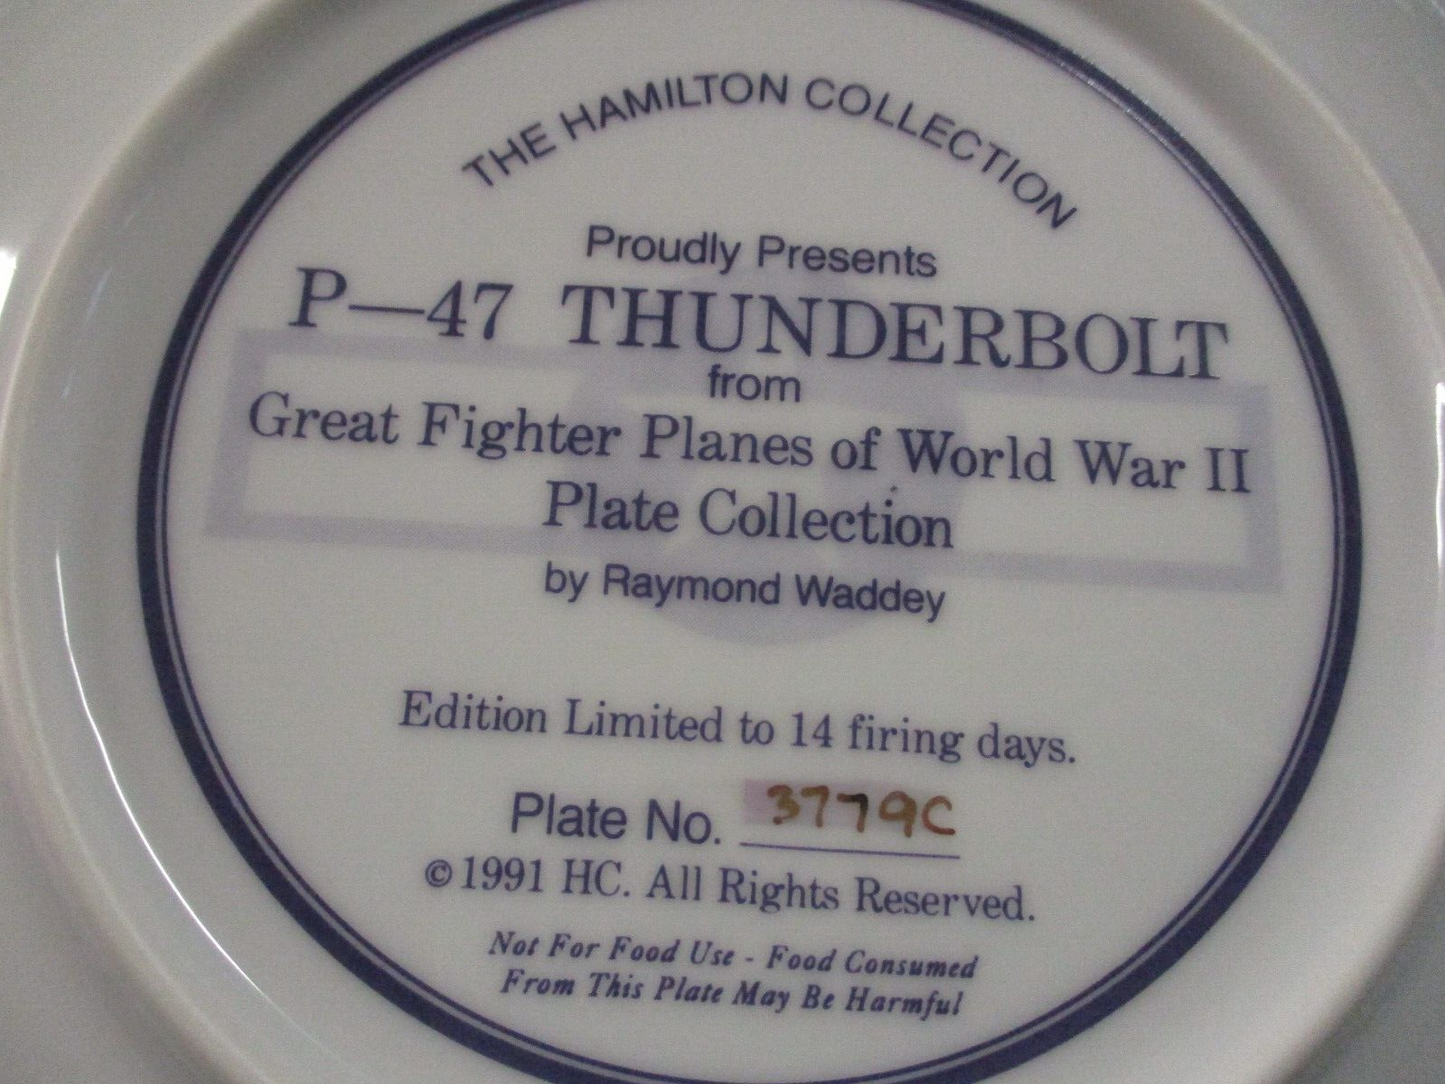 THE HAMILTON COLLECTION
Proudly Presents
P—47 THUNDERBOLT
from
Great Fighter Planes of World War II
Plate Collection
by Raymond Waddey
Edition Limited to 14 firing days.
Plate No. 3779C
©1991 HC. All Rights Reserved.
Not For Food Use - Food Consumed
From This Plate May Be Harmful